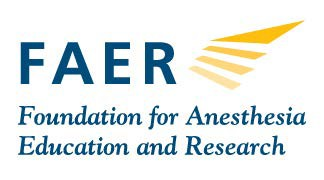 FAER
Foundation for Anesthesia
Education and Research